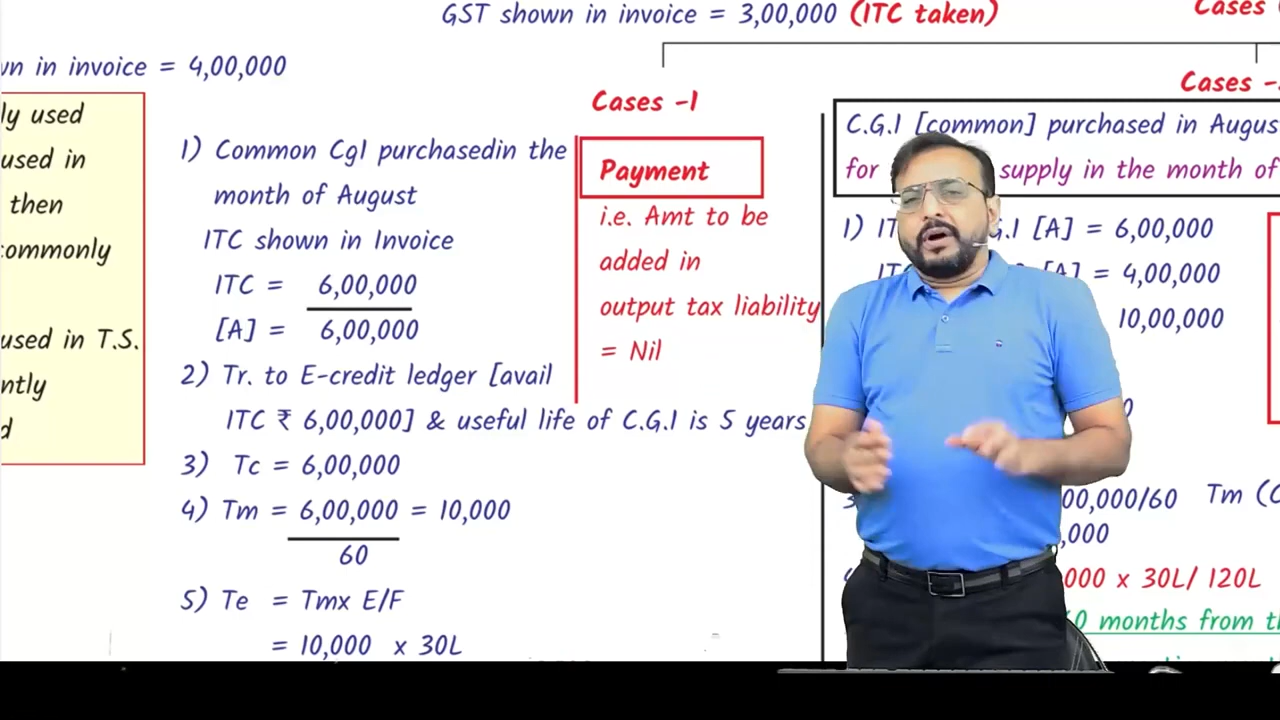 GST shown in invoice = 3,00,000 (ITC taken)
Cases
wn in invoice = 4,00,000
ly used
used in
then
commonly
used in T.S.
ntly
d
1) Common CgI purchasedin the
month of August
ITC shown in Invoice
ITC = 6,00,000
[A] = 6,00,000
2) Tr. to E-credit ledger [avail
ITC ₹ 6,00,000] & useful life of C.G.I is 5 years
3) Tc = 6,00,000
4) Tm = 6,00,000 = 10,000
60
5) Te = Tmx E/F
= 10,000 x 30L
Cases -1
Payment
i.e. Amt to be
added in
output tax liability
= Nil
Cases -
C.G.I [common] purchased in Augus
for supply in the month of
1) IT G.I [A] = 6,00,000
[A] = 4,00,000
10,00,000
0
00,000/60 Tm (C
,000
000 x 30L/ 120L
0 months from th